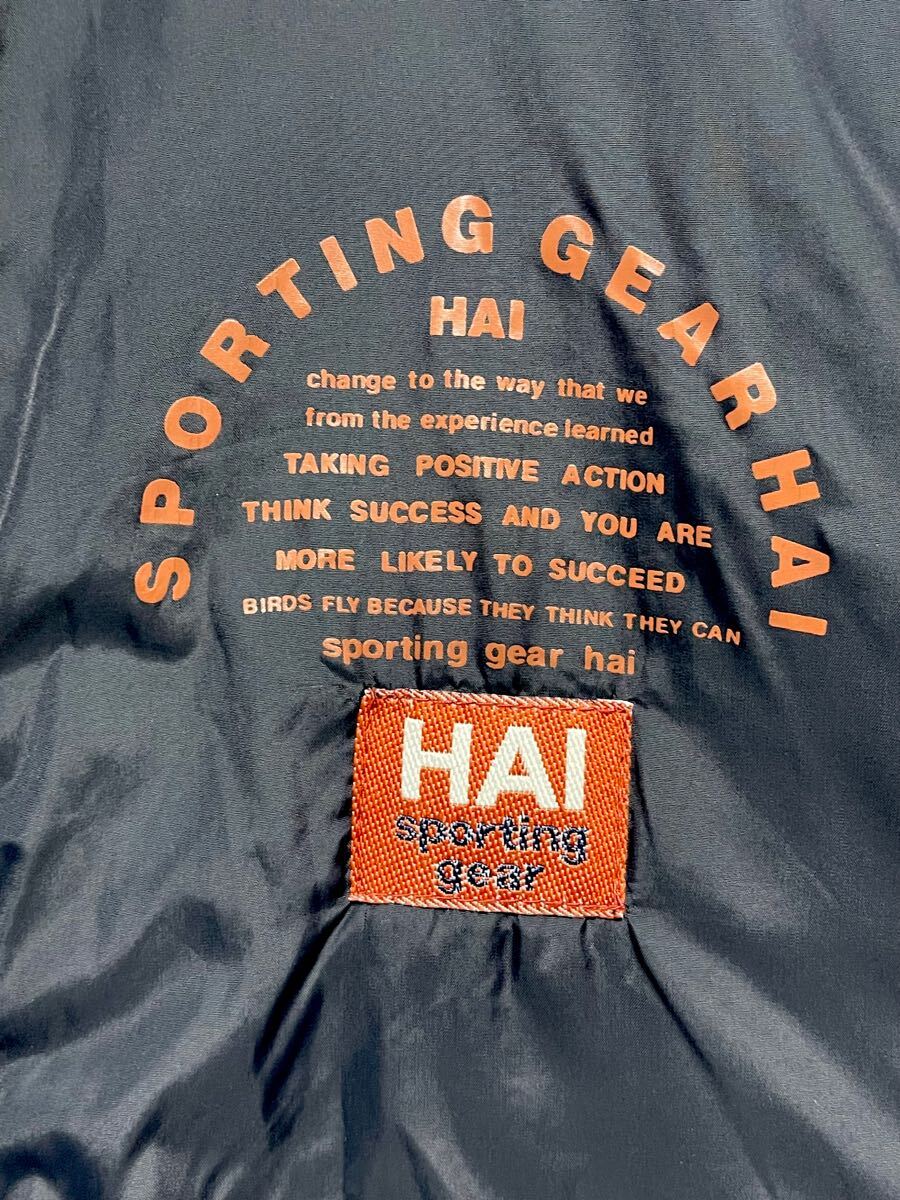 SPORTING GEAR HAI
HAI
change to the way that we
from the experience learned
TAKING POSITIVE ACTION
THINK SUCCESS AND YOU ARE
MORE LIKELY TO SUCCEED
BIRDS FLY BECAUSE THEY THINK THEY CAN
sporting gear hai
HAI
sporting
gear